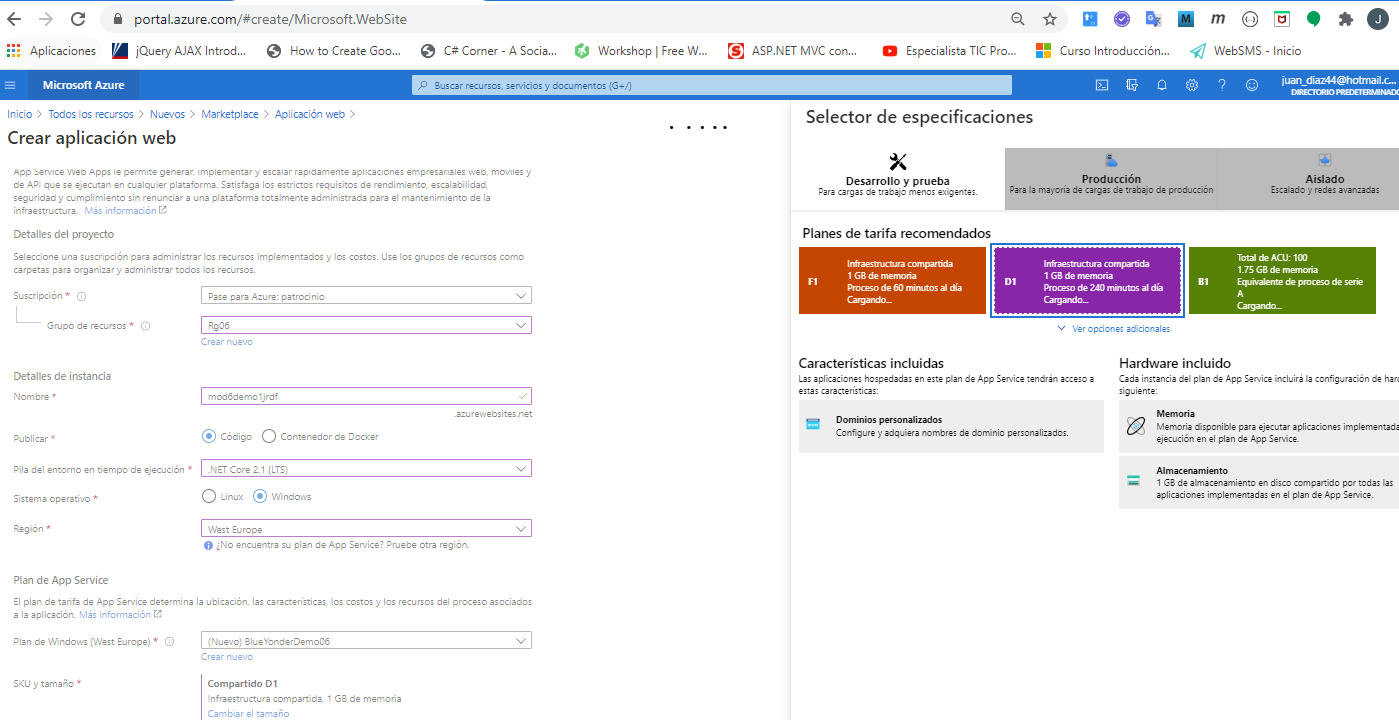 portal.azure.com/#create/Microsoft.WebSite
J
Aplicaciones
jQuery AJAX Introd...
How to Create Goo...
C# Corner - A Socia...
Workshop | Free W...
ASP.NET MVC con...
Especialista TIC Pro...
Curso Introducción...
WebSMS - Inicio
Microsoft Azure
Buscar recursos, servicios y documentos (G+/)
juan_diaz44@hotmail.c...
DIRECTORIO PREDETERMINADO
Inicio > Todos los recursos > Nuevos > Marketplace > Aplicación web >
Crear aplicación web
App Service Web Apps le permite generar, implementar y escalar rápidamente aplicaciones empresariales web, móviles y
de API que se ejecutan en cualquier plataforma. Satisfaga los estrictos requisitos de rendimiento, escalabilidad,
seguridad y cumplimiento sin renunciar a una plataforma totalmente administrada para el mantenimiento de la
infraestructura. Más información
Detalles del proyecto
Seleccione una suscripción para administrar los recursos implementados y los costos. Use los grupos de recursos como
carpetas para organizar y administrar todos los recursos.
Suscripción *
Pase para Azure: patrocinio
Grupo de recursos *
Rg06
Crear nuevo
Detalles de instancia
Nombre *
mod6demo1jrdf
.azurewebsites.net
Publicar *
Código
Contenedor de Docker
Pila del entorno en tiempo de ejecución *
.NET Core 2.1 (LTS)
Sistema operativo *
Linux
Windows
Región *
West Europe
¿No encuentra su plan de App Service? Pruebe otra región.
Plan de App Service
El plan de tarifa de App Service determina la ubicación, las características, los costos y los recursos del proceso asociados
a la aplicación. Más información
Plan de Windows (West Europe) *
(Nuevo) BlueYonderDemo06
Crear nuevo
SKU y tamaño *
Compartido D1
Infraestructura compartida, 1 GB de memoria
Cambiar el tamaño
Selector de especificaciones
Desarrollo y prueba
Para cargas de trabajo menos exigentes.
Producción
Para la mayoría de cargas de trabajo de producción
Aislado
Escalado y redes avanzadas
Planes de tarifa recomendados
F1
Infraestructura compartida
1 GB de memoria
Proceso de 60 minutos al día
Cargando...
D1
Infraestructura compartida
1 GB de memoria
Proceso de 240 minutos al día
Cargando...
B1
Total de ACU: 100
1.75 GB de memoria
Equivalente de proceso de serie
A
Cargando...
Ver opciones adicionales
Características incluidas
Las aplicaciones hospedadas en este plan de App Service tendrán acceso a
estas características:
Dominios personalizados
Configure y adquiera nombres de dominio personalizados.
Hardware incluido
Cada instancia del plan de App Service incluirá la configuración de hard
siguiente:
Memoria
Memoria disponible para ejecutar aplicaciones implementada
ejecución en el plan de App Service.
Almacenamiento
1 GB de almacenamiento en disco compartido por todas las
aplicaciones implementadas en el plan de App Service.